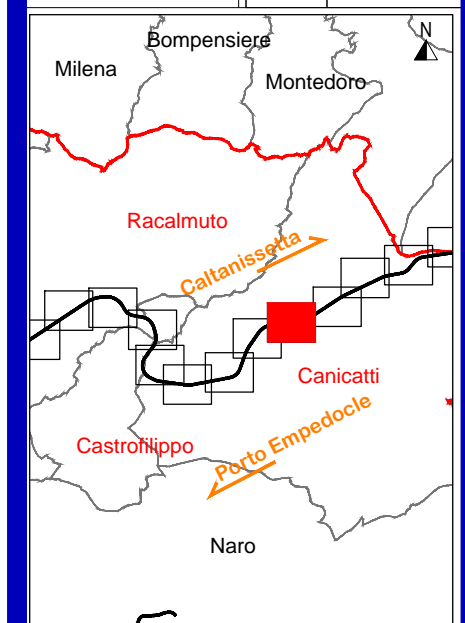 N
Bompensiere
Milena
Montedoro
Racalmuto
Caltanissetta
Canicatti
Porto Empedocle
Castrofilippo
Naro